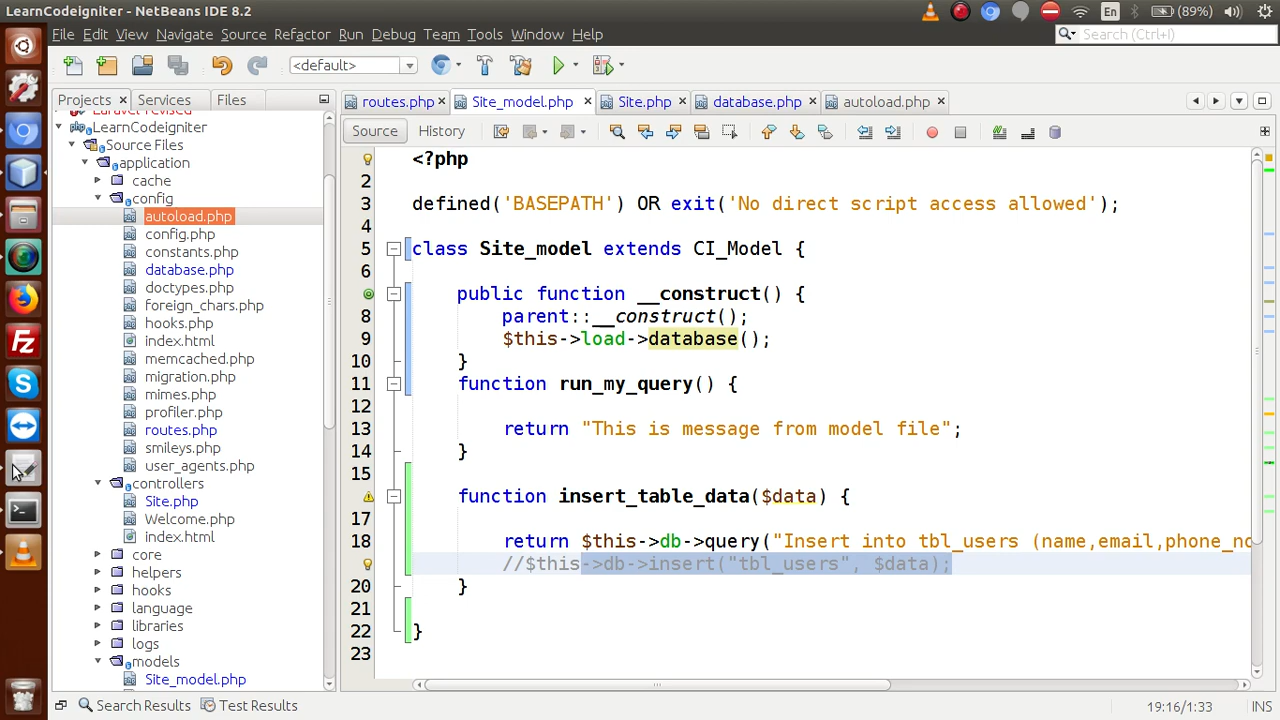 LearnCodeigniter - NetBeans IDE 8.2
En
(89%)
File Edit View Navigate Source Refactor Run Debug Team Tools Window Help
Search (Ctrl+I)
<default>
Projects
Services
Files
routes.php
Site_model.php
Site.php
database.php
autoload.php
Source
History
Laravel revised
LearnCodeigniter
Source Files
application
cache
config
autoload.php
config.php
constants.php
database.php
doctypes.php
foreign_chars.php
hooks.php
index.html
memcached.php
migration.php
mimes.php
profiler.php
routes.php
smileys.php
user_agents.php
controllers
Site.php
Welcome.php
index.html
core
helpers
hooks
language
libraries
logs
models
Site_model.php
<?php
2
3 defined('BASEPATH') OR exit('No direct script access allowed');
4
5 class Site_model extends CI_Model {
6
public function __construct() {
8 parent::__construct();
9 $this->load->database();
10 }
11 function run_my_query() {
12
13 return "This is message from model file";
14 }
15
function insert_table_data($data) {
17
18 return $this->db->query("Insert into tbl_users (name,email,phone_no
//$this->db->insert("tbl_users", $data);
20 }
21
22 }
23
Search Results
Test Results
19:16/1:33
INS